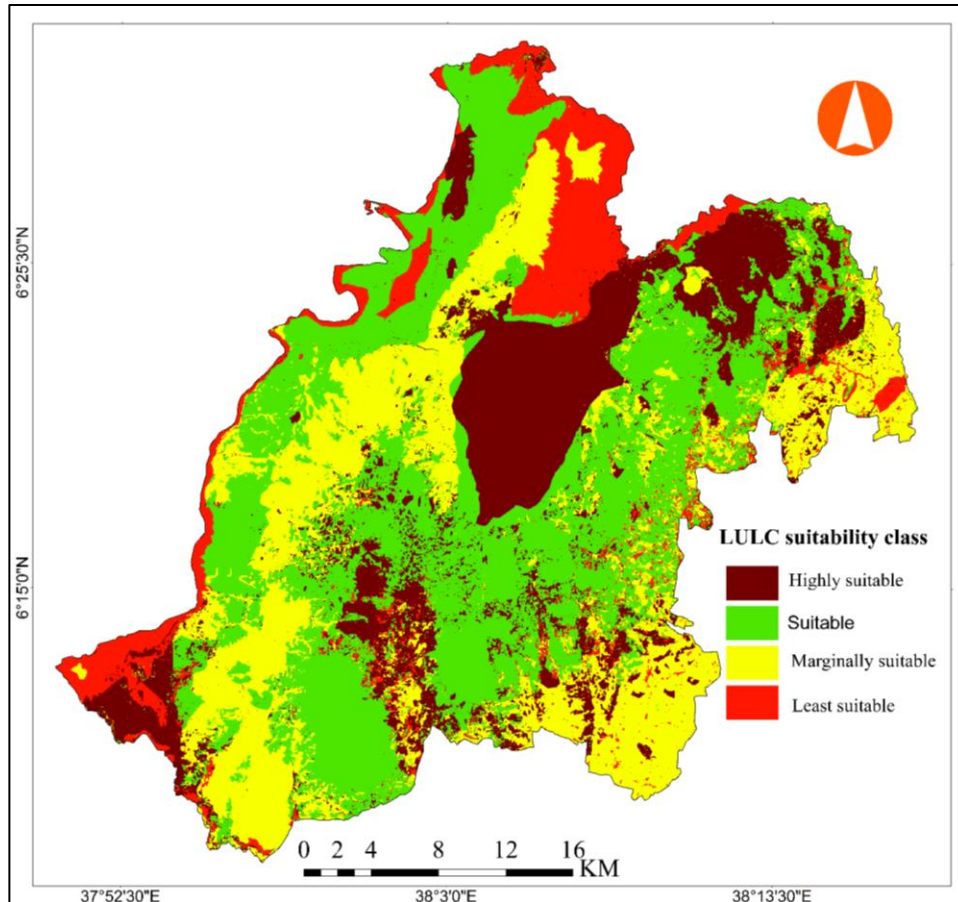 6°25'30"N
6°15'0"N
LULC suitability class
Highly suitable
Suitable
Marginally suitable
Least suitable
0 2 4 8 12 16
KM
37°52'30"E 38°3'0"E 38°13'30"E